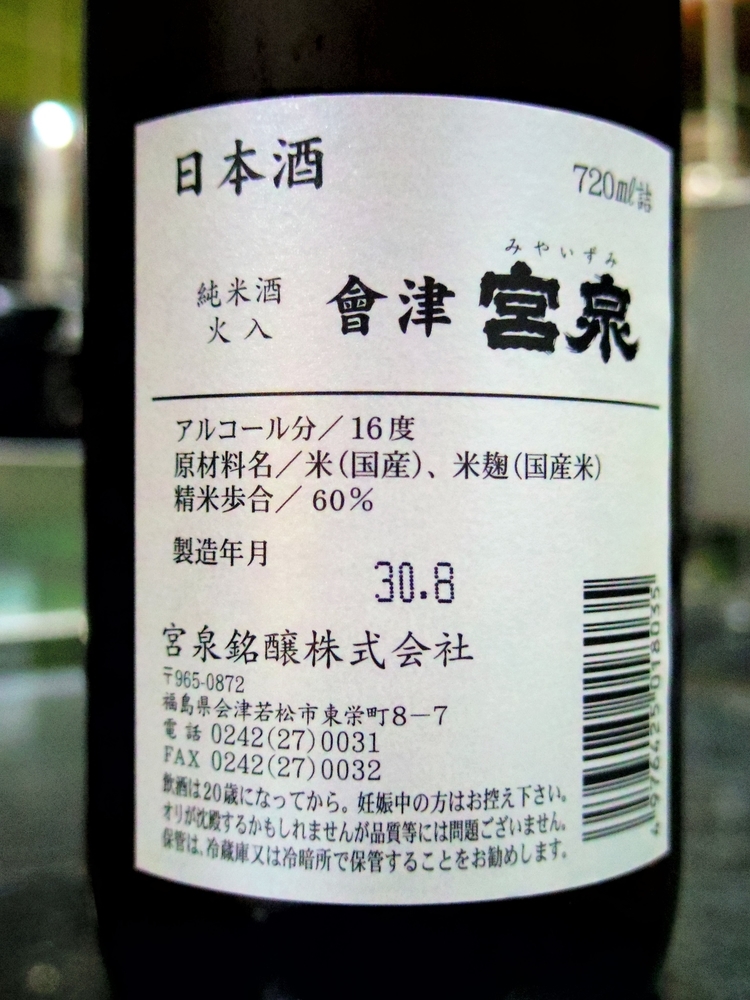 日本酒
720ml詰
みやいずみ
純米酒
火入
會津 宮泉
アルコール分／16度
原材料名／米(国産)、米麹(国産米)
精米歩合／60%
製造年月
30.8
宮泉銘醸株式会社
〒965-0872
福島県会津若松市東栄町8-7
電話 0242(27)0031
FAX 0242(27)0032
飲酒は20歳になってから。妊娠中の方はお控え下さい。
オリが沈殿するかもしれませんが品質等には問題ございません。
保管は、冷蔵庫又は冷暗所で保管することをお勧めします。
4976425018035